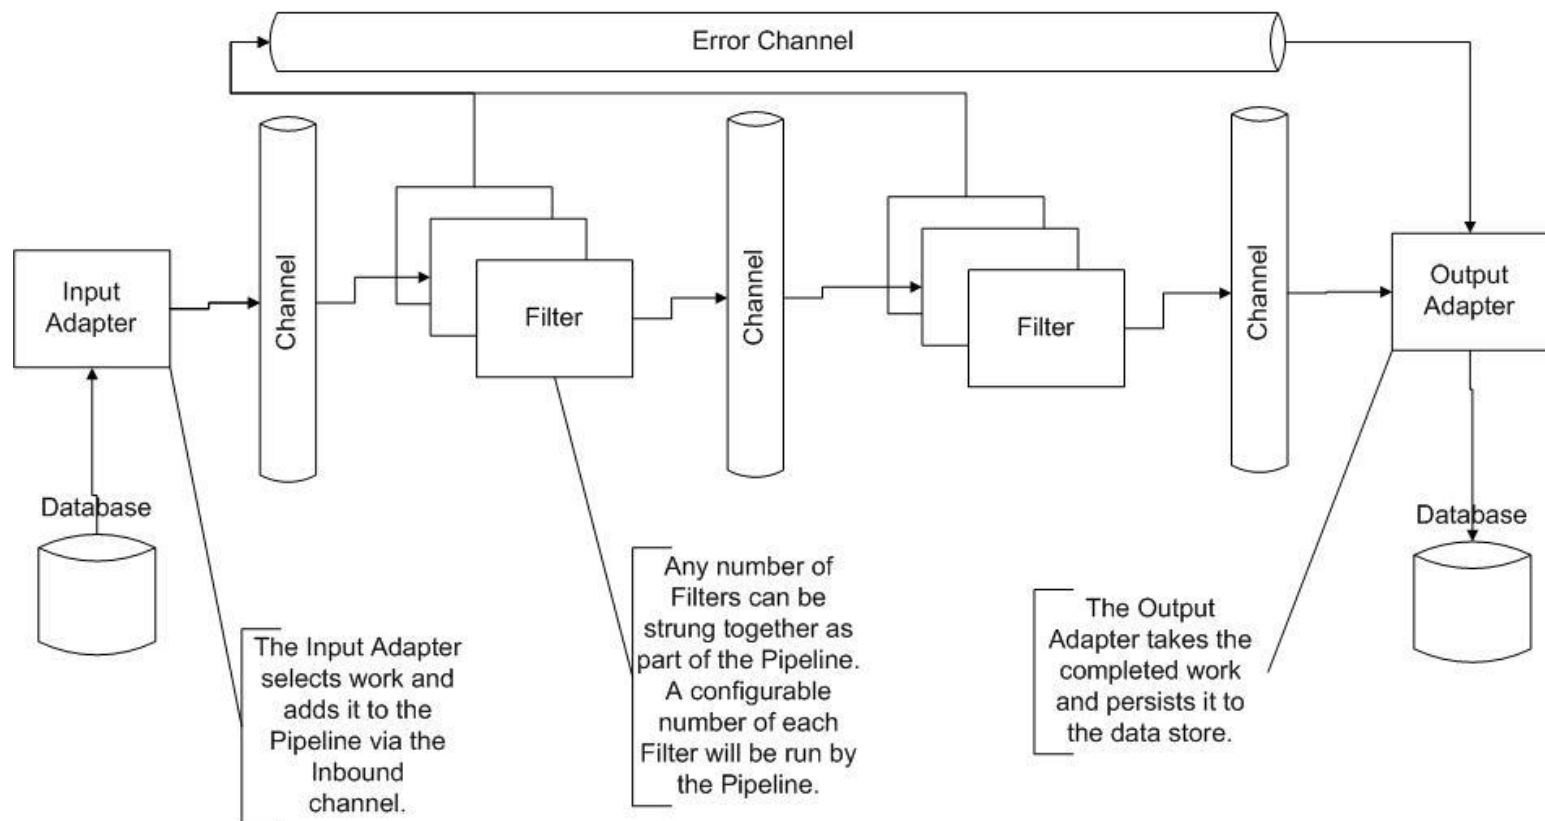 Error Channel
Input
Adapter
Channel
Filter
Channel
Filter
Channel
Output
Adapter
Database
Database
The Input Adapter
selects work and
adds it to the
Pipeline via the
Inbound
channel.
Any number of
Filters can be
strung together as
part of the Pipeline.
A configurable
number of each
Filter will be run by
the Pipeline.
The Output
Adapter takes the
completed work
and persists it to
the data store.